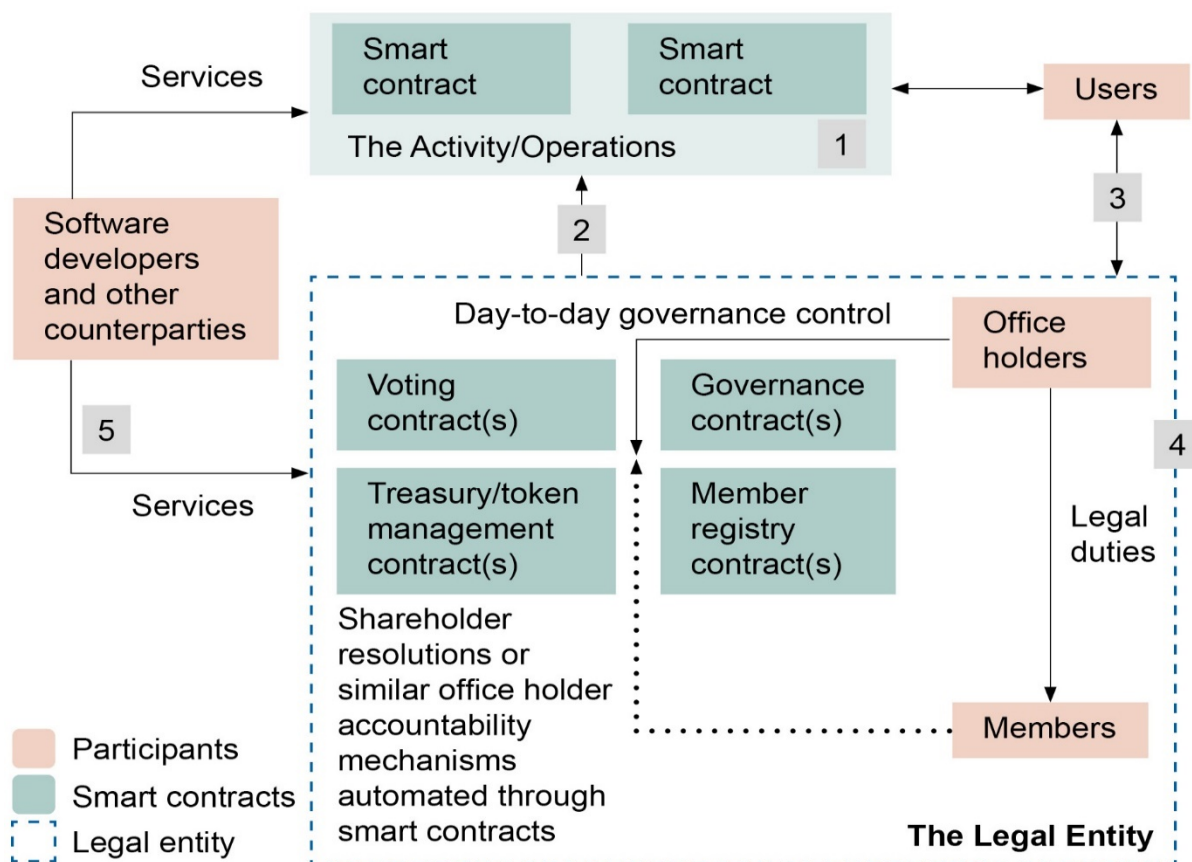 Smart
contract
Smart
contract
Services
Users
The Activity/Operations
1
2
3
Software
developers
and other
counterparties
Day-to-day governance control
Office
holders
Voting
contract(s)
Governance
contract(s)
5
4
Treasury/token
management
contract(s)
Member
registry
contract(s)
Services
Legal
duties
Shareholder
resolutions or
similar office holder
accountability
mechanisms
automated through
smart contracts
Members
Participants
Smart contracts
Legal entity
The Legal Entity